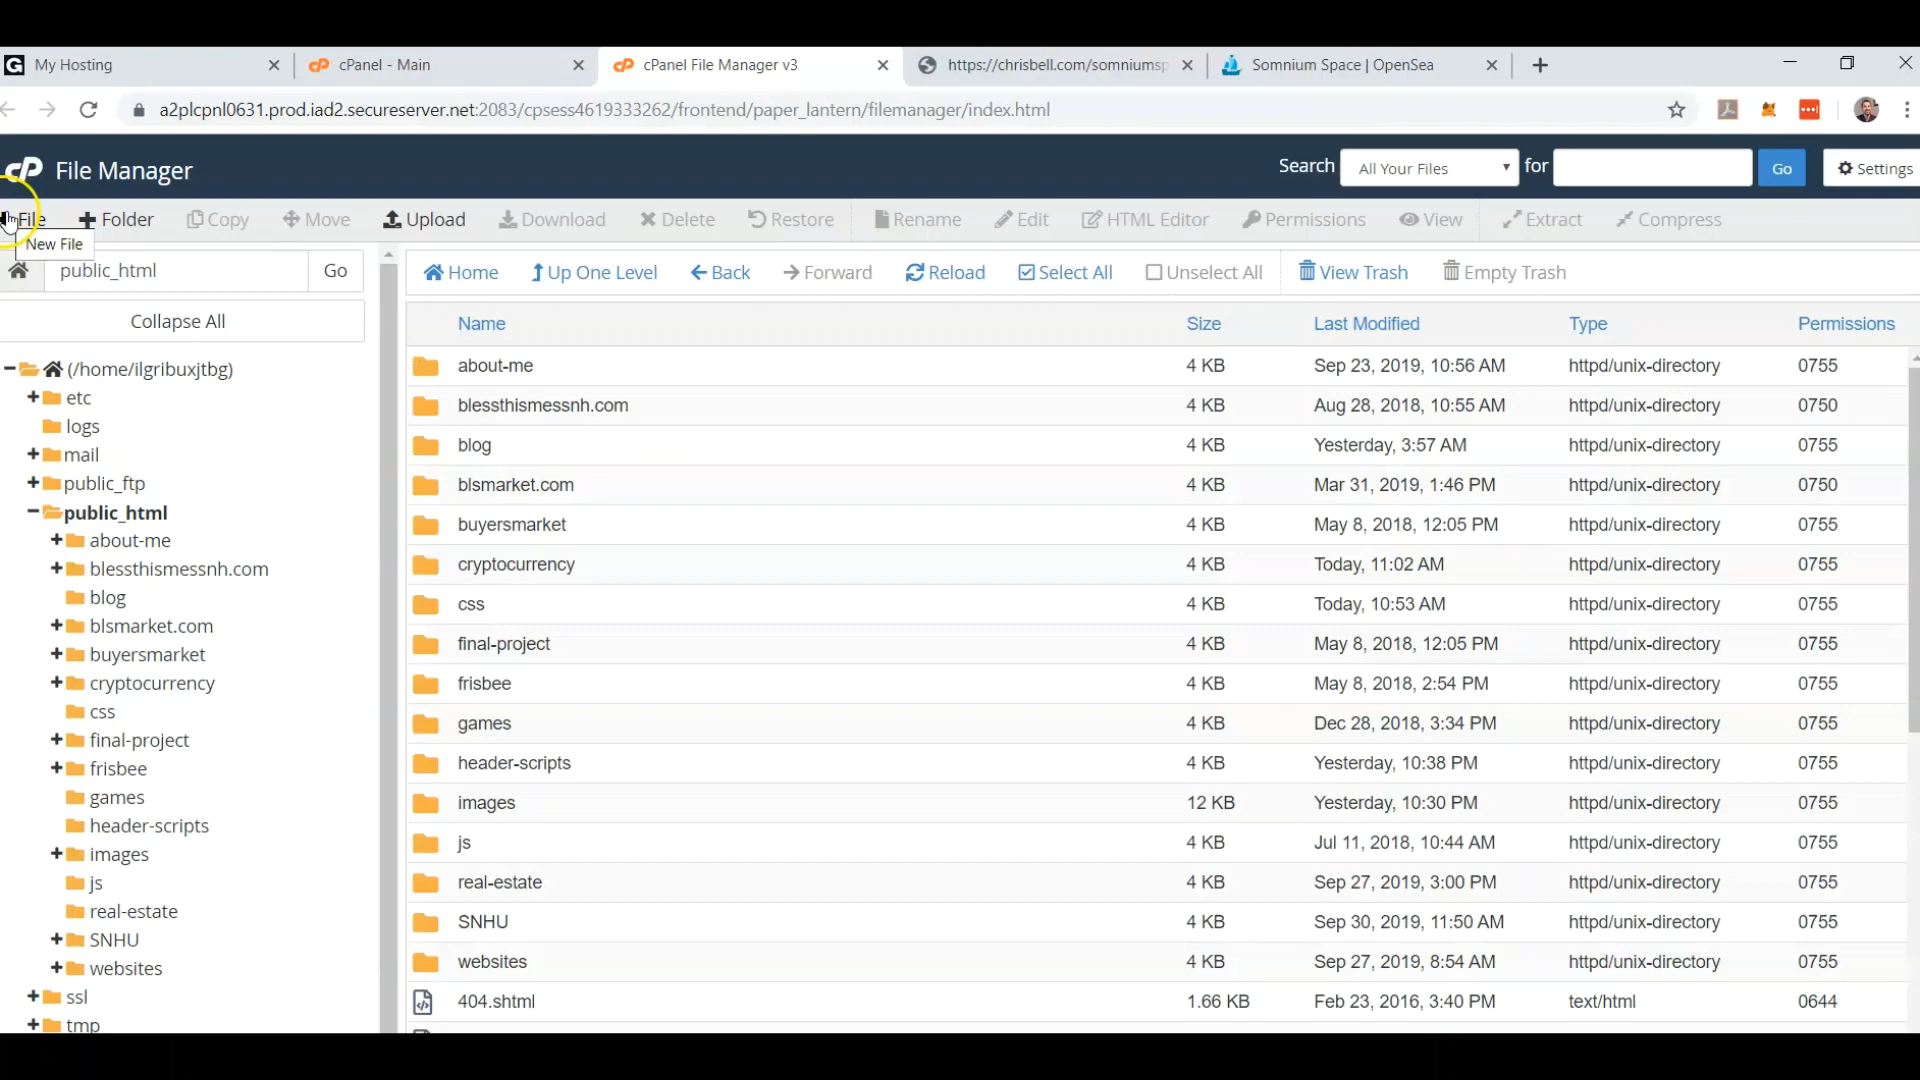 My Hosting
cPanel - Main
cPanel File Manager v3
https://chrisbell.com/somniumsp
Somnium Space | OpenSea
a2plcpnl0631.prod.iad2.secureserver.net:2083/cpsess4619333262/frontend/paper_lantern/filemanager/index.html
cP File Manager
Search All Your Files for Go Settings
File Folder Copy Move Upload Download Delete Restore Rename Edit HTML Editor Permissions View Extract Compress
New File
public_html Go
Home Up One Level Back Forward Reload Select All Unselect All View Trash Empty Trash
Collapse All
(/home/ilgribuxjtbg)
etc
logs
mail
public_ftp
public_html
about-me
blessthismessnh.com
blog
blsmarket.com
buyersmarket
cryptocurrency
css
final-project
frisbee
games
header-scripts
images
js
real-estate
SNHU
websites
ssl
tmp
Name Size Last Modified Type Permissions
about-me 4 KB Sep 23, 2019, 10:56 AM httpd/unix-directory 0755
blessthismessnh.com 4 KB Aug 28, 2018, 10:55 AM httpd/unix-directory 0750
blog 4 KB Yesterday, 3:57 AM httpd/unix-directory 0755
blsmarket.com 4 KB Mar 31, 2019, 1:46 PM httpd/unix-directory 0750
buyersmarket 4 KB May 8, 2018, 12:05 PM httpd/unix-directory 0755
cryptocurrency 4 KB Today, 11:02 AM httpd/unix-directory 0755
css 4 KB Today, 10:53 AM httpd/unix-directory 0755
final-project 4 KB May 8, 2018, 12:05 PM httpd/unix-directory 0755
frisbee 4 KB May 8, 2018, 2:54 PM httpd/unix-directory 0755
games 4 KB Dec 28, 2018, 3:34 PM httpd/unix-directory 0755
header-scripts 4 KB Yesterday, 10:38 PM httpd/unix-directory 0755
images 12 KB Yesterday, 10:30 PM httpd/unix-directory 0755
js 4 KB Jul 11, 2018, 10:44 AM httpd/unix-directory 0755
real-estate 4 KB Sep 27, 2019, 3:00 PM httpd/unix-directory 0755
SNHU 4 KB Sep 30, 2019, 11:50 AM httpd/unix-directory 0755
websites 4 KB Sep 27, 2019, 8:54 AM httpd/unix-directory 0755
404.shtml 1.66 KB Feb 23, 2016, 3:40 PM text/html 0644